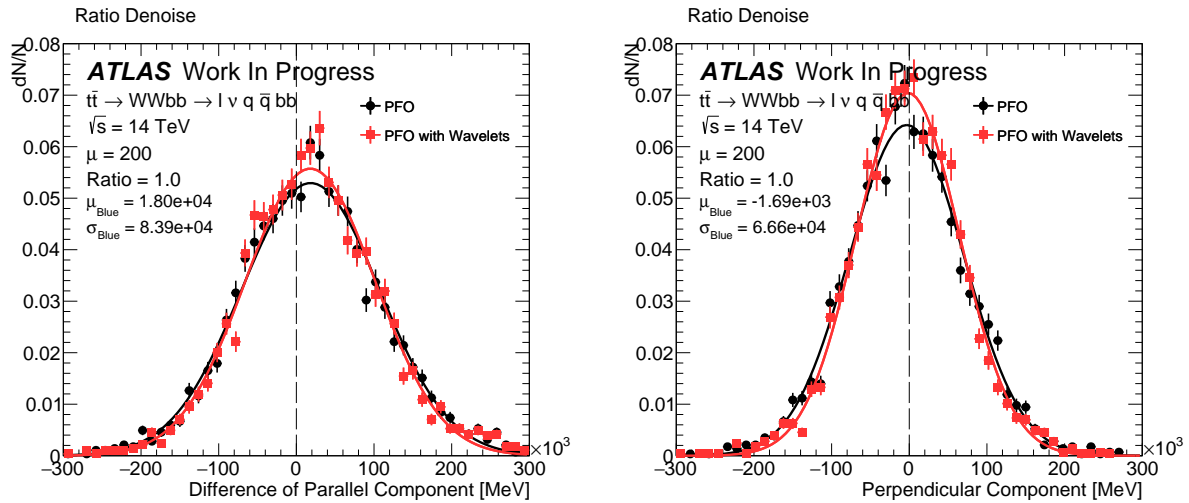 Ratio Denoise
dN/N
0.08
0.07
0.06
0.05
0.04
0.03
0.02
0.01
0
ATLAS Work In Progress
tt̄ → WWbb → l ν q q̄ bb
√s = 14 TeV
μ = 200
Ratio = 1.0
μBlue = 1.80e+04
σBlue = 8.39e+04
PFO
PFO with Wavelets
−300 −200 −100 0 100 200 300
×10³
Difference of Parallel Component [MeV]
Ratio Denoise
dN/N
0.08
0.07
0.06
0.05
0.04
0.03
0.02
0.01
0
ATLAS Work In Progress
tt̄ → WWbb → l ν q q̄ bb
√s = 14 TeV
μ = 200
Ratio = 1.0
μBlue = -1.69e+03
σBlue = 6.66e+04
PFO
PFO with Wavelets
−300 −200 −100 0 100 200 300
×10³
Perpendicular Component [MeV]